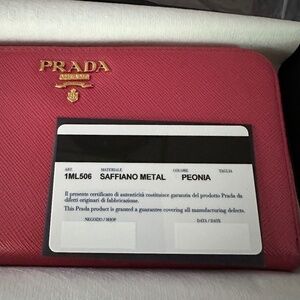 PRADA
ART. MATERIALE COLORE TAGLIA
1ML506 SAFFIANO METAL PEONIA
Il presente certificato di autenticità costituisce garanzia del prodotto Prada da
difetti originari di fabbricazione.
This Prada product is granted a guarantee covering all manufacturing defects.
NEGOZIO / SHOP DATA / DATE